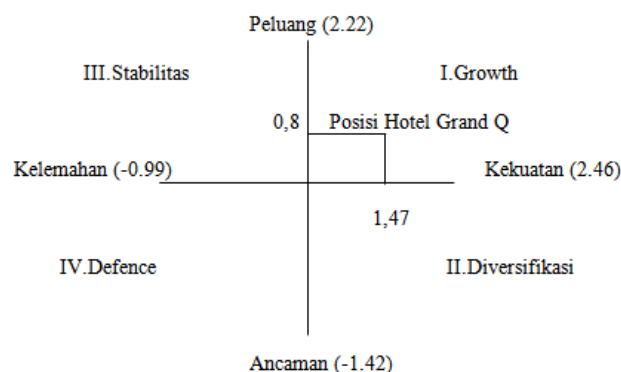 Peluang (2.22)
III.Stabilitas
I.Growth
0,8
Posisi Hotel Grand Q
Kelemahan (-0.99)
Kekuatan (2.46)
1,47
IV.Defence
II.Diversifikasi
Ancaman (-1.42)